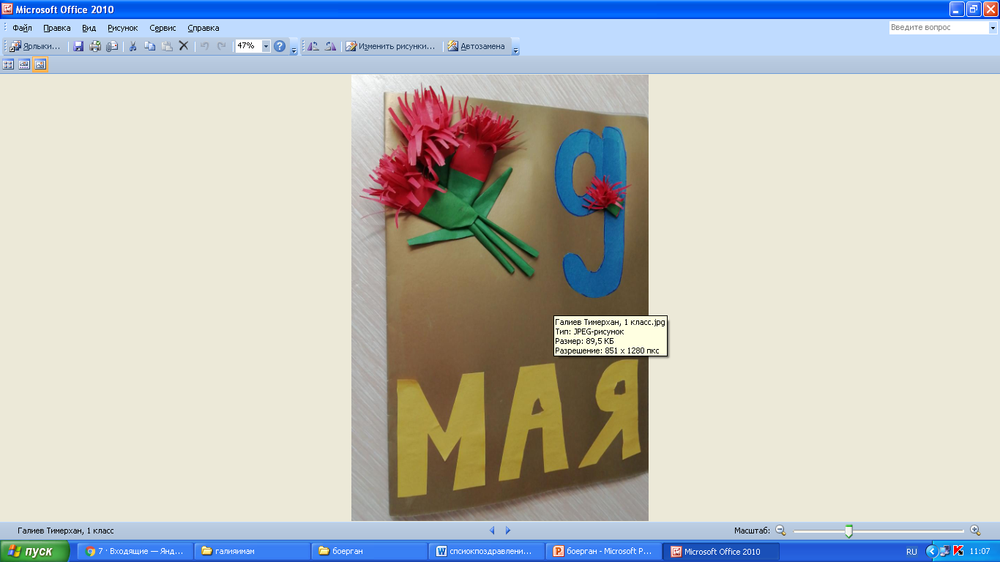 Microsoft Office 2010
Файл Правка Вид Рисунок Сервис Справка
Введите вопрос
Ярлыки... 47% Изменить рисунки... Автозамена
9
Галиев Тимерхан, 1 класс.jpg
Тип: JPEG-рисунок
Размер: 89,5 КБ
Разрешение: 851 x 1280 пкс
МАЯ
Галиев Тимерхан, 1 класс
Масштаб:
пуск 7 · Входящие — Янд... галияимам боерган спсиокпоздравлени... боерган - Microsoft P... Microsoft Office 2010 RU 11:07